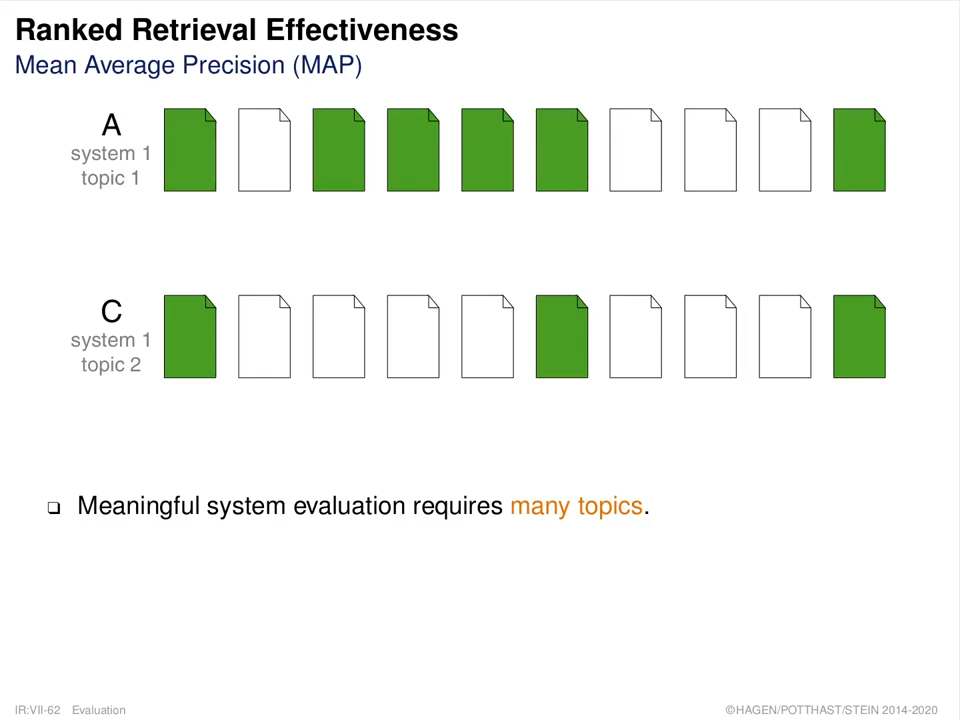 Ranked Retrieval Effectiveness
Mean Average Precision (MAP)
A
system 1
topic 1
C
system 1
topic 2
❏ Meaningful system evaluation requires many topics.
IR:VII-62 Evaluation
©HAGEN/POTTHAST/STEIN 2014-2020